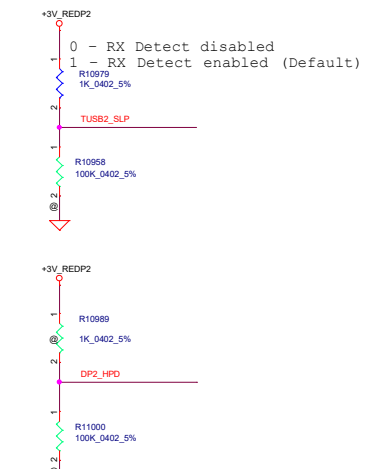 +3V_REDP2
0 - RX Detect disabled
1 - RX Detect enabled (Default)
1
R10979
1K_0402_5%
2
TUSB2_SLP
1
R10958
100K_0402_5%
2
@
+3V_REDP2
1
R10989
@
1K_0402_5%
2
DP2_HPD
1
R11000
100K_0402_5%
2